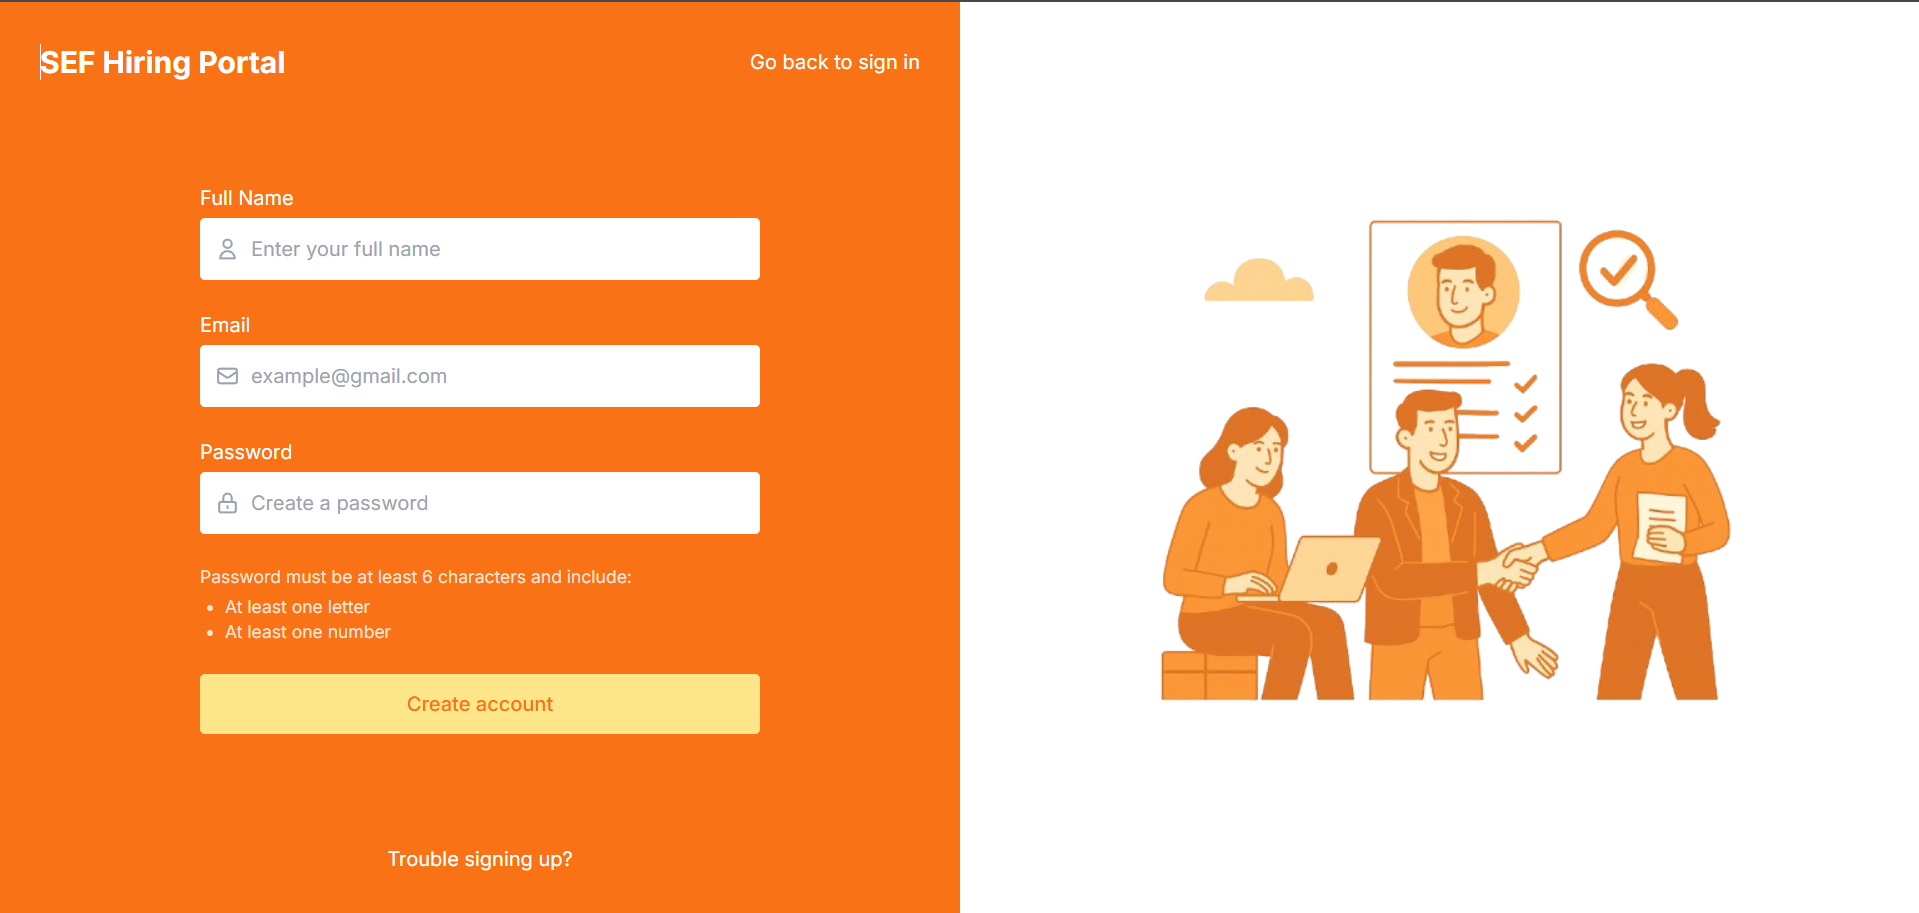 SEF Hiring Portal
Go back to sign in
Full Name
Enter your full name
Email
example@gmail.com
Password
Create a password
Password must be at least 6 characters and include:
• At least one letter
• At least one number
Create account
Trouble signing up?